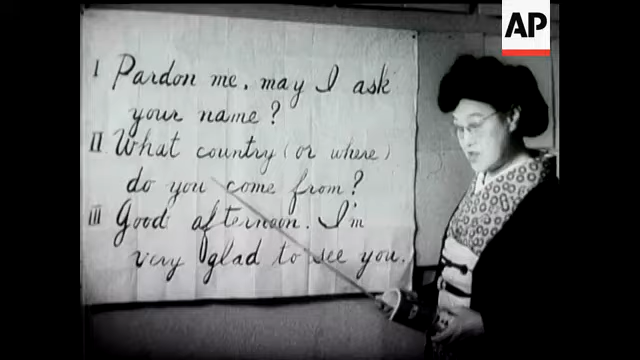 AP
I Pardon me, may I ask
your name?
II What country (or where)
do you come from?
III Good afternoon. I'm
very glad to see you.